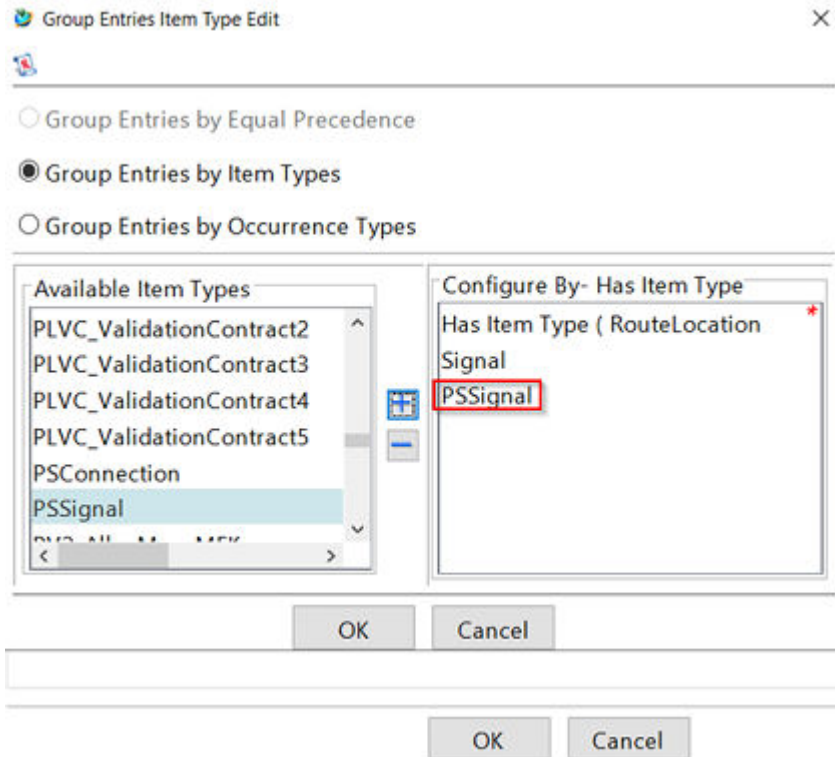 Group Entries Item Type Edit
Group Entries by Equal Precedence
Group Entries by Item Types
Group Entries by Occurrence Types
Available Item Types
PLVC_ValidationContract2
PLVC_ValidationContract3
PLVC_ValidationContract4
PLVC_ValidationContract5
PSConnection
PSSignal
Configure By- Has Item Type
Has Item Type ( RouteLocation
Signal
PSSignal
OK Cancel
OK Cancel